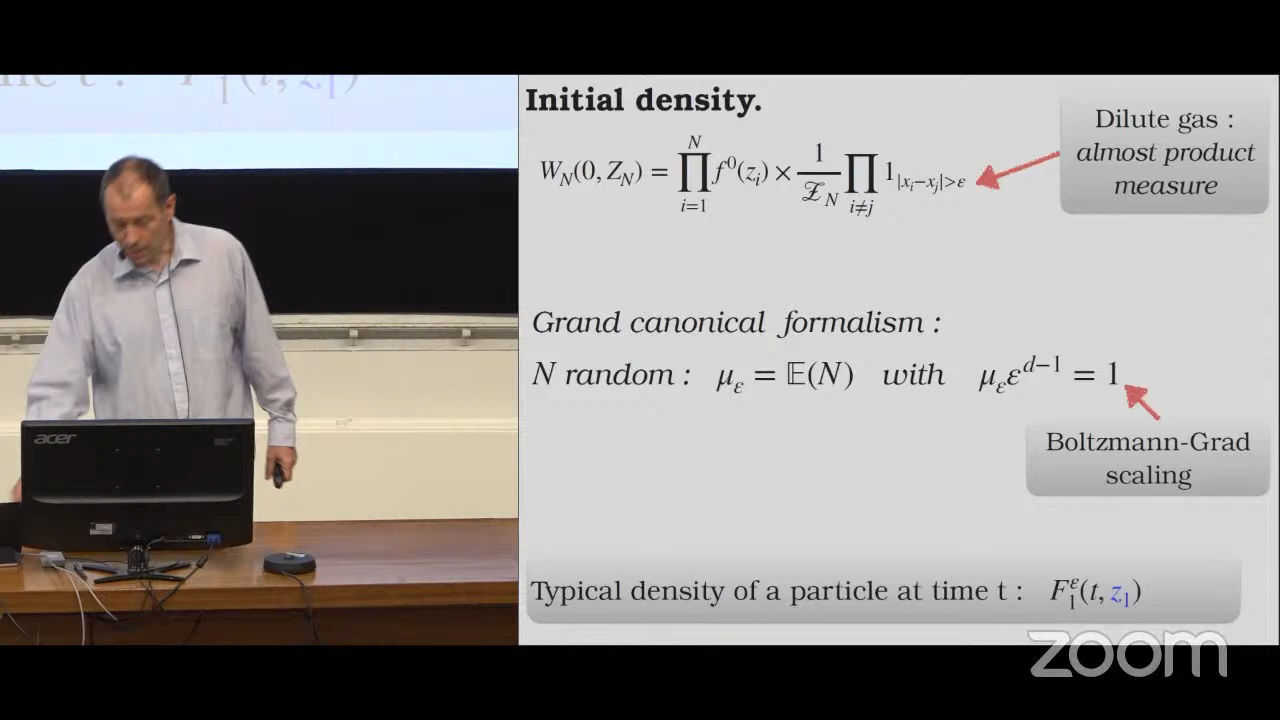 Initial density.
W_N(0, Z_N) = ∏_{i=1}^{N} f^0(z_i) × \frac{1}{𝒵_N} ∏_{i≠j} 1_{|x_i−x_j|>ε}
Dilute gas :
almost product
measure
Grand canonical formalism :
N random : μ_ε = 𝔼(N) with μ_ε ε^{d−1} = 1
Boltzmann-Grad
scaling
Typical density of a particle at time t : F_1^ε(t, z_1)
acer
zoom